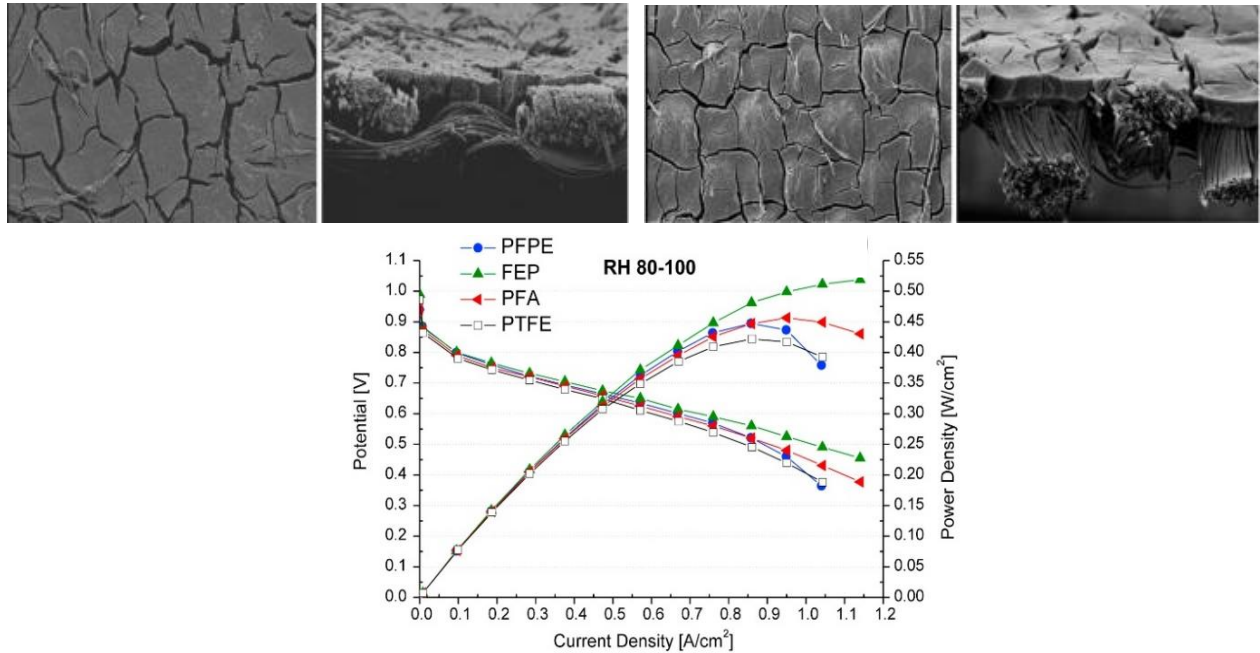 PFPE
FEP
PFA
PTFE
RH 80-100
1.1
1.0
0.9
0.8
0.7
0.6
0.5
0.4
0.3
0.2
0.1
0.0
Potential [V]
0.55
0.50
0.45
0.40
0.35
0.30
0.25
0.20
0.15
0.10
0.05
0.00
Power Density [W/cm²]
0.0 0.1 0.2 0.3 0.4 0.5 0.6 0.7 0.8 0.9 1.0 1.1 1.2
Current Density [A/cm²]